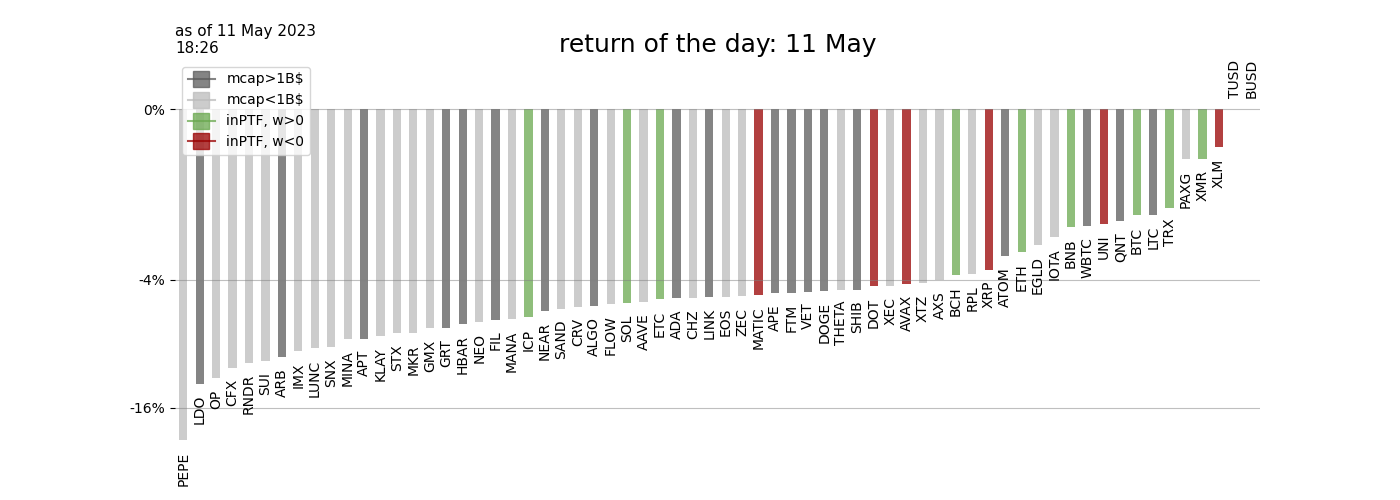 as of 11 May 2023
18:26
return of the day: 11 May
mcap>1B$
mcap<1B$
inPTF, w>0
inPTF, w<0
0%
-4%
-16%
PEPE
LDO
OP
CFX
RNDR
SUI
ARB
IMX
LUNC
SNX
MINA
APT
KLAY
STX
MKR
GMX
GRT
HBAR
NEO
FIL
MANA
ICP
NEAR
SAND
CRV
ALGO
FLOW
SOL
AAVE
ETC
ADA
CHZ
LINK
EOS
ZEC
MATIC
APE
FTM
VET
DOGE
THETA
SHIB
DOT
XEC
AVAX
XTZ
AXS
BCH
RPL
XRP
ATOM
ETH
EGLD
IOTA
BNB
WBTC
UNI
QNT
BTC
LTC
TRX
PAXG
XMR
XLM
TUSD
BUSD